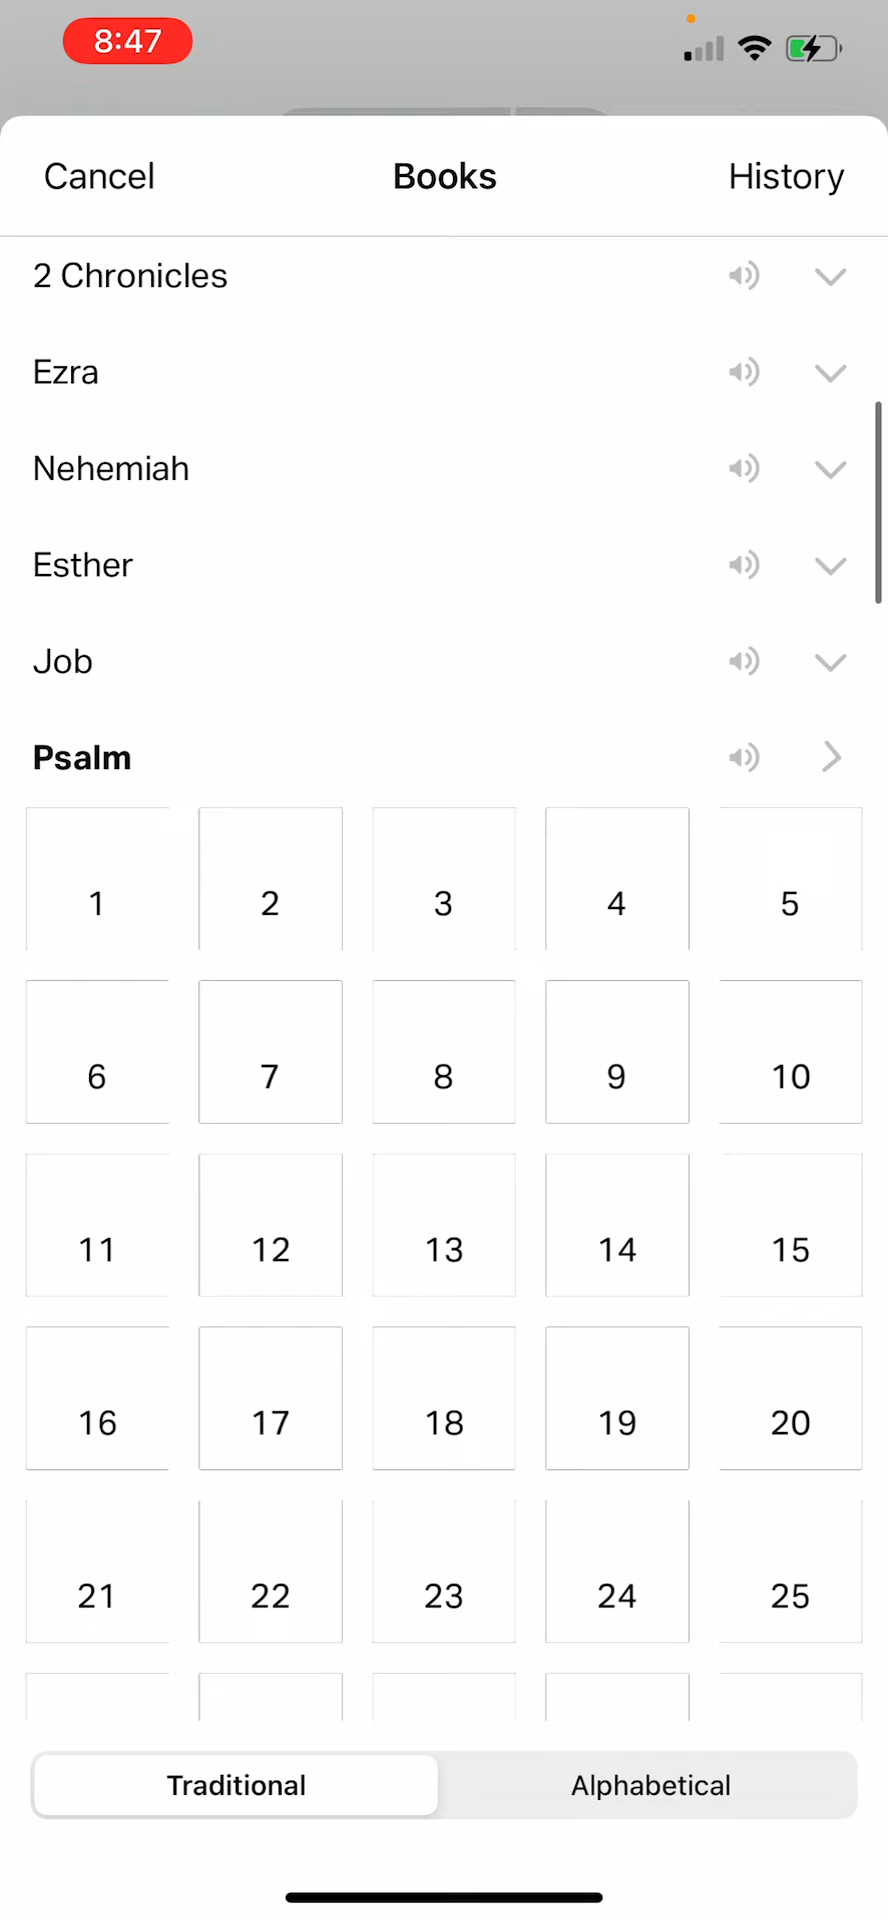 8:47
Cancel Books History
2 Chronicles
Ezra
Nehemiah
Esther
Job
Psalm
1 2 3 4 5
6 7 8 9 10
11 12 13 14 15
16 17 18 19 20
21 22 23 24 25
Traditional Alphabetical